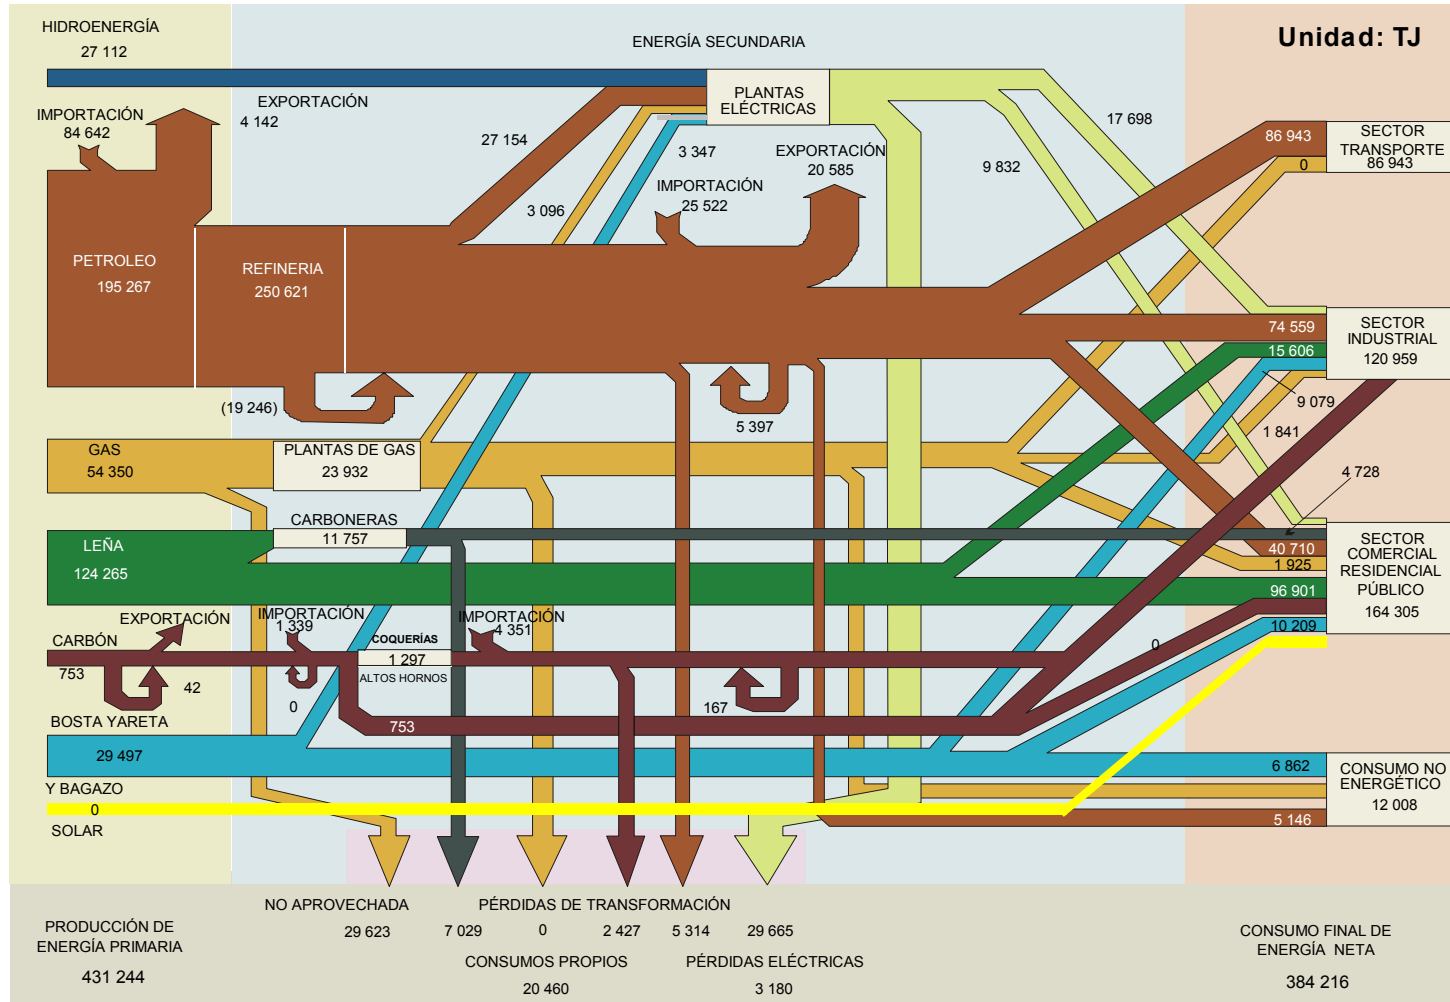 HIDROENERGÍA
27 112
ENERGÍA SECUNDARIA
Unidad: TJ
IMPORTACIÓN
84 642
EXPORTACIÓN
4 142
PLANTAS
ELÉCTRICAS
27 154
3 347
3 096
EXPORTACIÓN
20 585
IMPORTACIÓN
25 522
17 698
9 832
86 943
0
SECTOR
TRANSPORTE
86 943
PETROLEO
195 267
REFINERIA
250 621
74 559
15 606
SECTOR
INDUSTRIAL
120 959
(19 246)
5 397
9 079
1 841
GAS
54 350
PLANTAS DE GAS
23 932
4 728
CARBONERAS
11 757
LEÑA
124 265
40 710
1 925
96 901
10 209
SECTOR
COMERCIAL
RESIDENCIAL
PÚBLICO
164 305
EXPORTACIÓN
IMPORTACIÓN
1 339
IMPORTACIÓN
4 351
CARBÓN
753
42
0
COQUERÍAS
1 297
ALTOS HORNOS
0
167
753
BOSTA YARETA
29 497
Y BAGAZO
0
SOLAR
6 862
5 146
CONSUMO NO
ENERGÉTICO
12 008
NO APROVECHADA
29 623
PÉRDIDAS DE TRANSFORMACIÓN
7 029
0
2 427
5 314
29 665
CONSUMOS PROPIOS
20 460
PÉRDIDAS ELÉCTRICAS
3 180
PRODUCCIÓN DE
ENERGÍA PRIMARIA
431 244
CONSUMO FINAL DE
ENERGÍA NETA
384 216